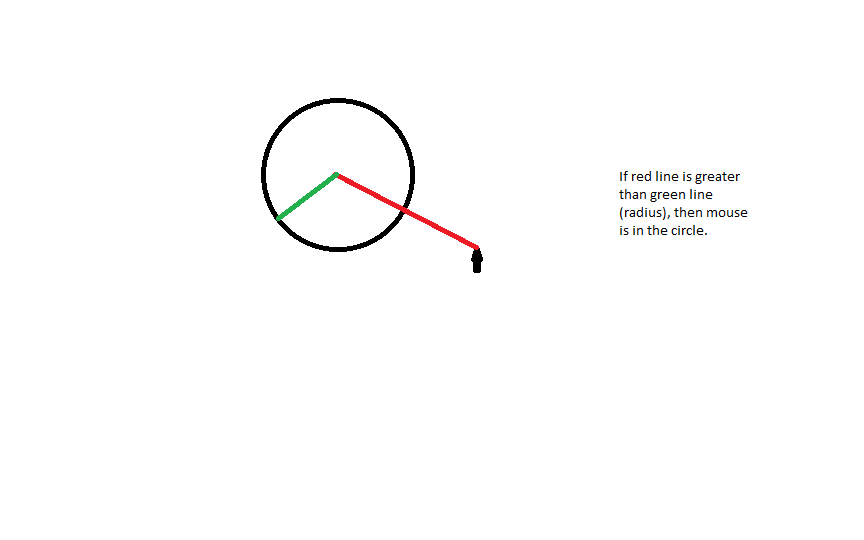 If red line is greater
than green line
(radius), then mouse
is in the circle.